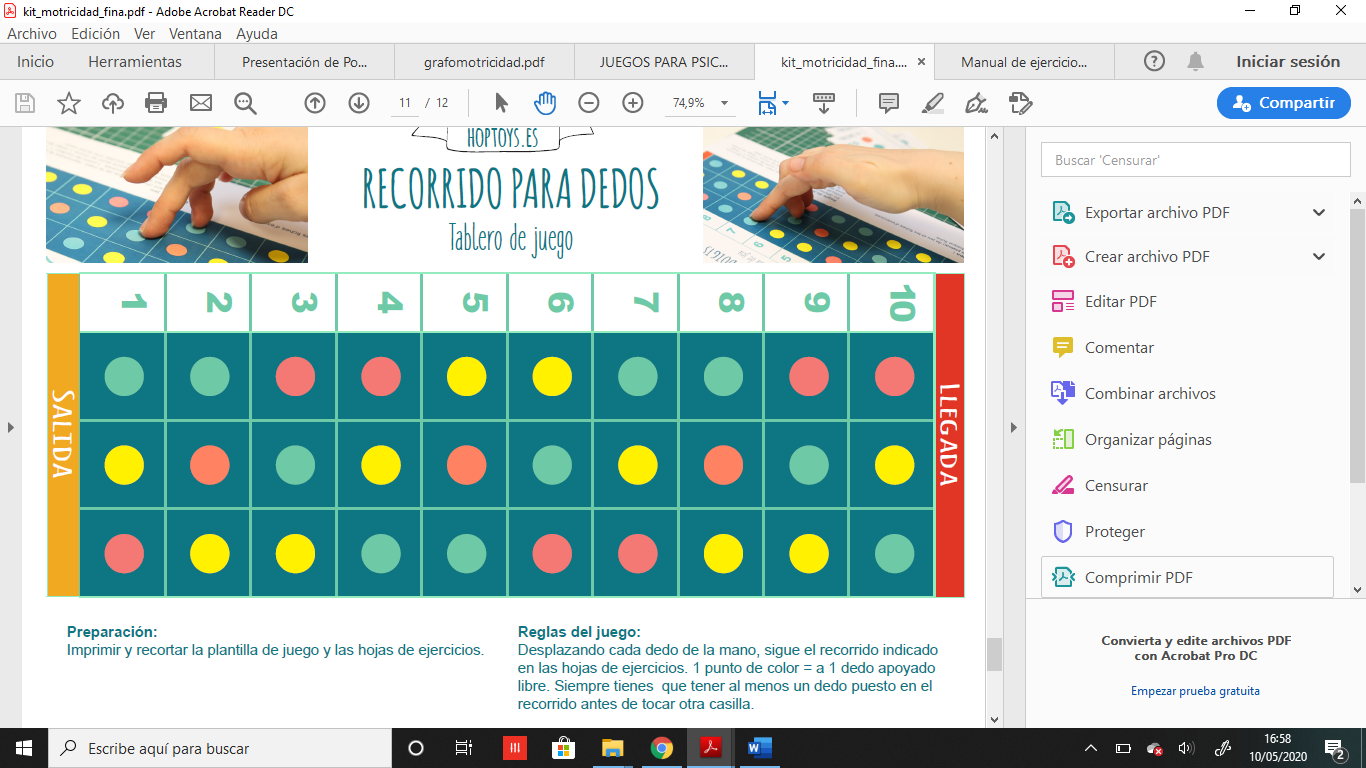 kit_motricidad_fina.pdf - Adobe Acrobat Reader DC
Archivo Edición Ver Ventana Ayuda
Inicio Herramientas Presentación de Po... grafomotricidad.pdf JUEGOS PARA PSIC... kit_motricidad_fina.... Manual de ejercicio... Iniciar sesión
11 / 12 74,9% Compartir
HOPTOYS.ES
RECORRIDO PARA DEDOS
Tablero de juego
SALIDA
1 2 3 4 5 6 7 8 9 10
LLEGADA
Preparación:
Imprimir y recortar la plantilla de juego y las hojas de ejercicios.
Reglas del juego:
Desplazando cada dedo de la mano, sigue el recorrido indicado
en las hojas de ejercicios. 1 punto de color = a 1 dedo apoyado
libre. Siempre tienes que tener al menos un dedo puesto en el
recorrido antes de tocar otra casilla.
Buscar 'Censurar'
Exportar archivo PDF
Crear archivo PDF
Editar PDF
Comentar
Combinar archivos
Organizar páginas
Censurar
Proteger
Comprimir PDF
Convierta y edite archivos PDF
con Acrobat Pro DC
Empezar prueba gratuita
Escribe aquí para buscar
16:58
10/05/2020
2